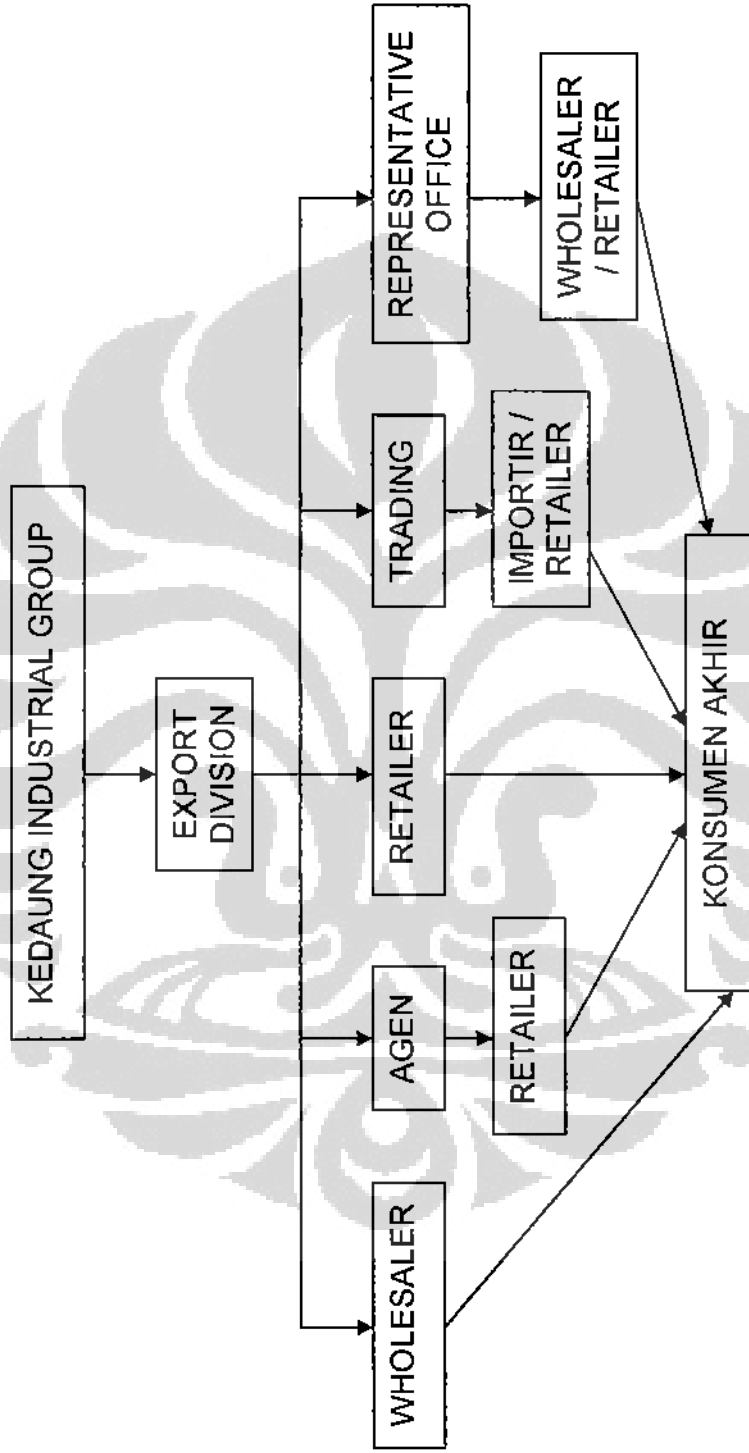 KEDAUNG INDUSTRIAL GROUP
EXPORT
DIVISION
WHOLESALER
AGEN
RETAILER
TRADING
REPRESENTATIVE
OFFICE
RETAILER
IMPORTIR /
RETAILER
WHOLESALER
/ RETAILER
KONSUMEN AKHIR